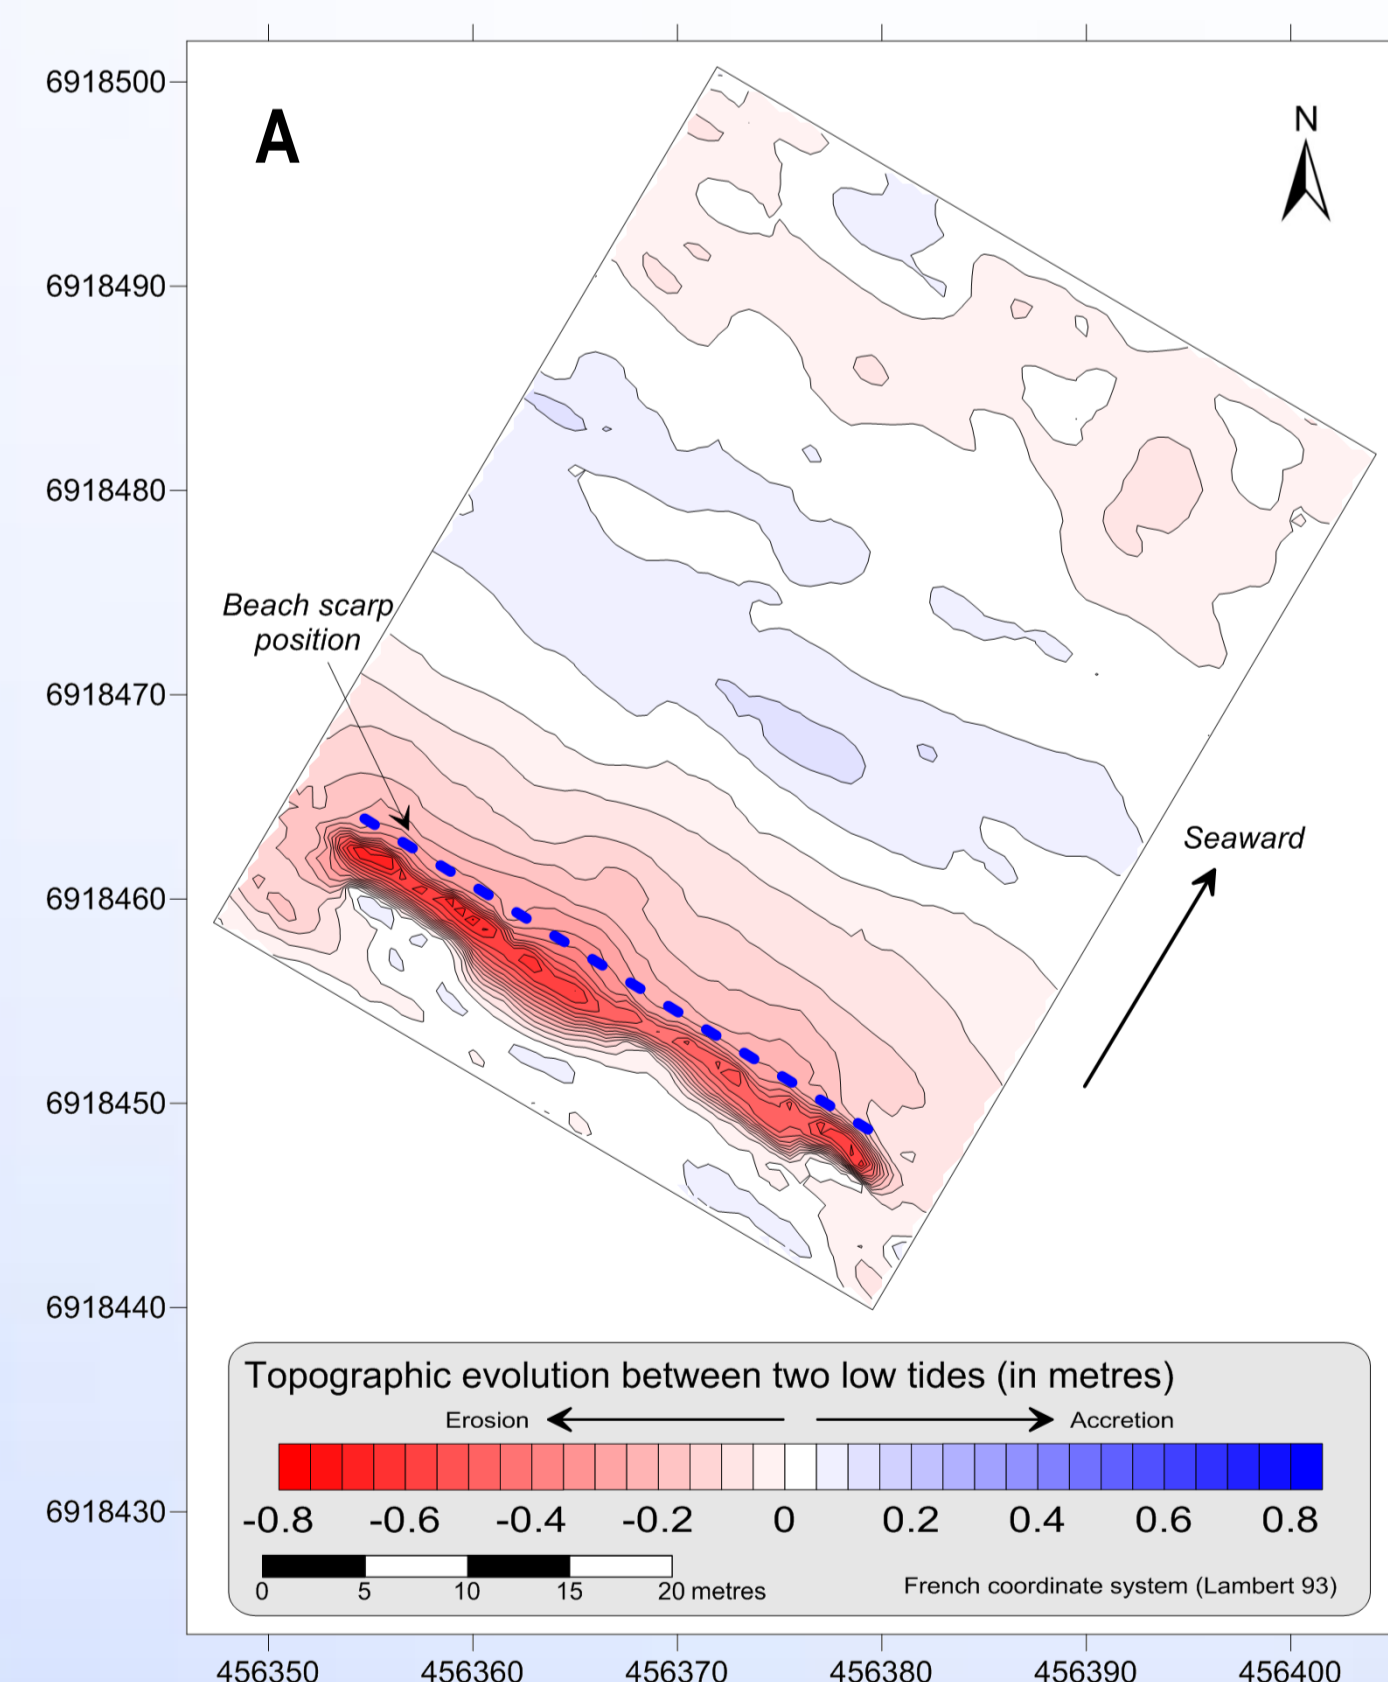 A
N
6918500
6918490
6918480
6918470
6918460
6918450
6918440
6918430
Beach scarp
position
Seaward
Topographic evolution between two low tides (in metres)
Erosion
Accretion
-0.8 -0.6 -0.4 -0.2 0 0.2 0.4 0.6 0.8
0 5 10 15 20 metres
French coordinate system (Lambert 93)
456350 456360 456370 456380 456390 456400